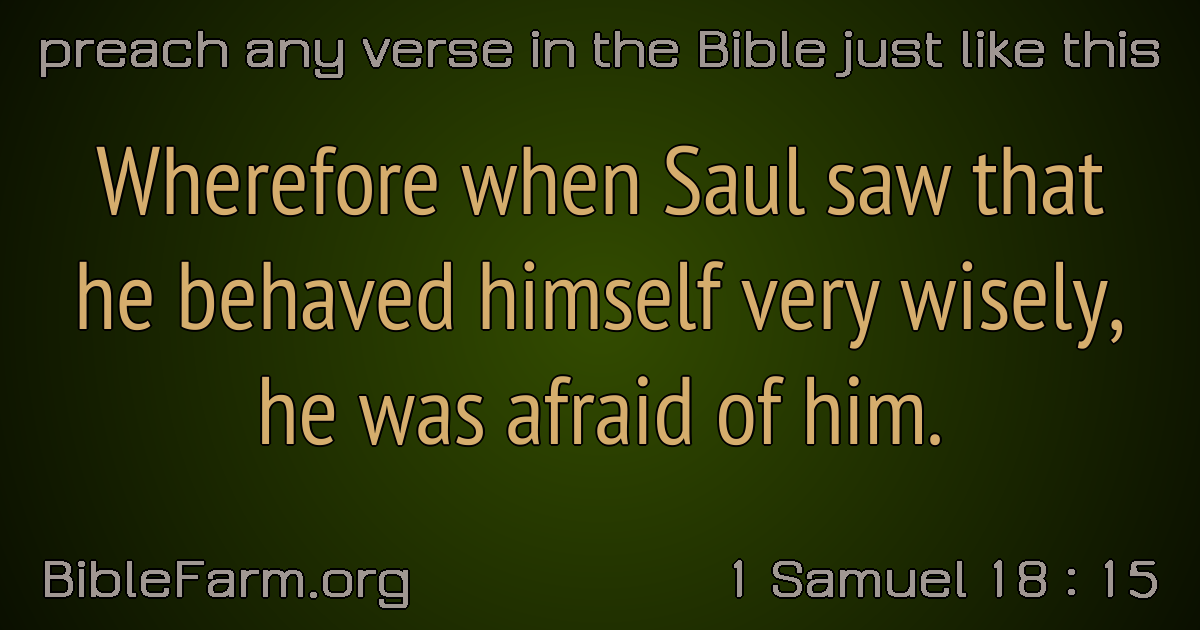 preach any verse in the Bible just like this
Wherefore when Saul saw that
he behaved himself very wisely,
he was afraid of him.
BibleFarm.org
1 Samuel 18 : 15